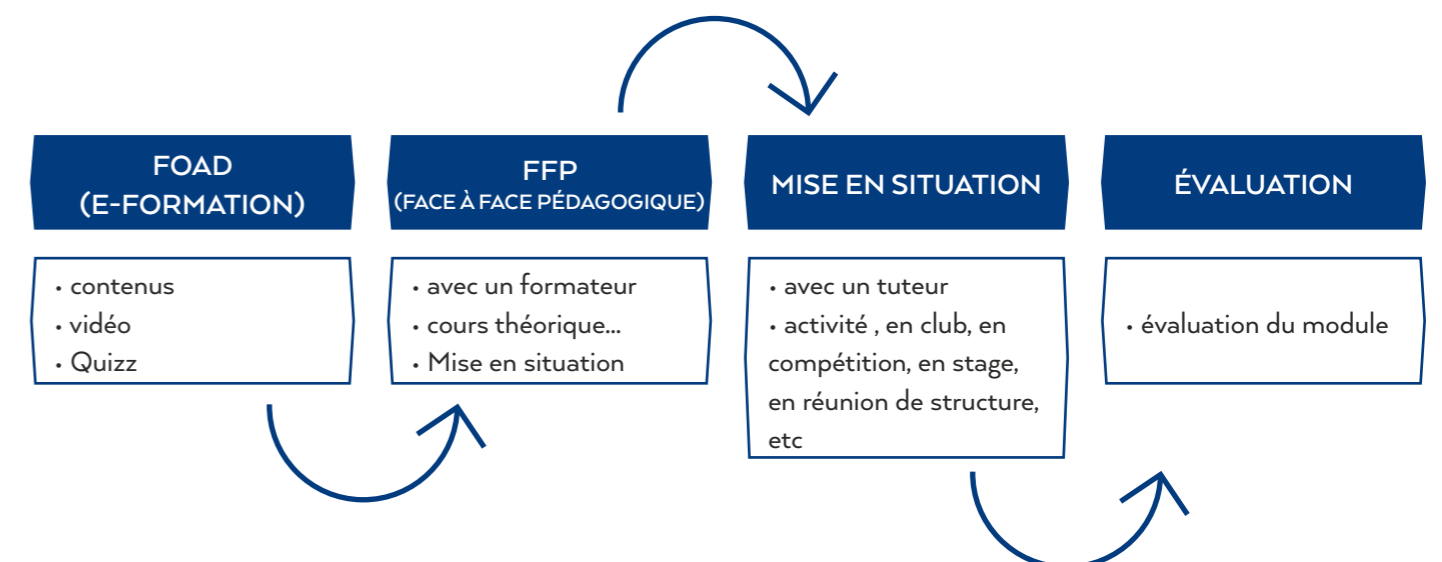 FOAD
(E-FORMATION)
• contenus
• vidéo
• Quizz
FFP
(FACE À FACE PÉDAGOGIQUE)
• avec un formateur
• cours théorique...
• Mise en situation
MISE EN SITUATION
• avec un tuteur
• activité , en club, en
compétition, en stage,
en réunion de structure,
etc
ÉVALUATION
• évaluation du module